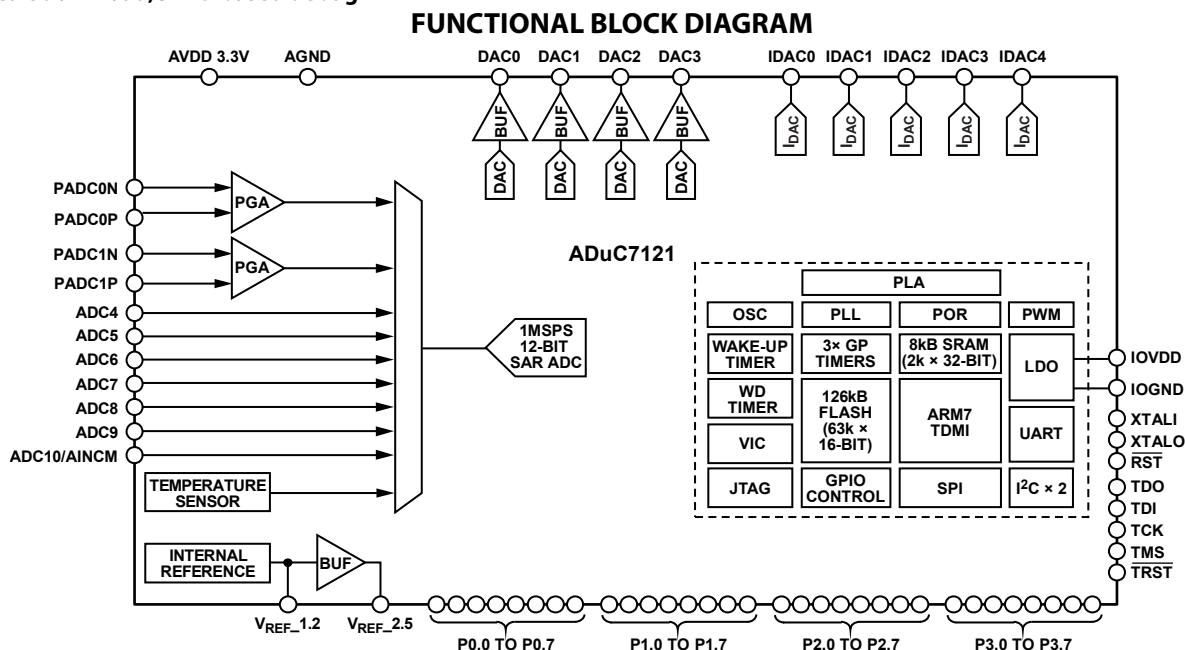 FUNCTIONAL BLOCK DIAGRAM
AVDD 3.3V
AGND
DAC0
DAC1
DAC2
DAC3
IDAC0
IDAC1
IDAC2
IDAC3
IDAC4
BUF
BUF
BUF
BUF
DAC
DAC
DAC
DAC
IDAC
IDAC
IDAC
IDAC
IDAC
PADC0N
PADC0P
PGA
PADC1N
PADC1P
PGA
ADC4
ADC5
ADC6
ADC7
ADC8
ADC9
ADC10/AINCM
TEMPERATURE
SENSOR
INTERNAL
REFERENCE
BUF
1MSPS
12-BIT
SAR ADC
ADuC7121
PLA
OSC
PLL
POR
PWM
WAKE-UP
TIMER
3× GP
TIMERS
8kB SRAM
(2k × 32-BIT)
LDO
WD
TIMER
126kB
FLASH
(63k ×
16-BIT)
ARM7
TDMI
UART
VIC
JTAG
GPIO
CONTROL
SPI
I²C × 2
IOVDD
IOGND
XTALI
XTALO
RST
TDO
TDI
TCK
TMS
TRST
VREF_1.2
VREF_2.5
P0.0 TO P0.7
P1.0 TO P1.7
P2.0 TO P2.7
P3.0 TO P3.7